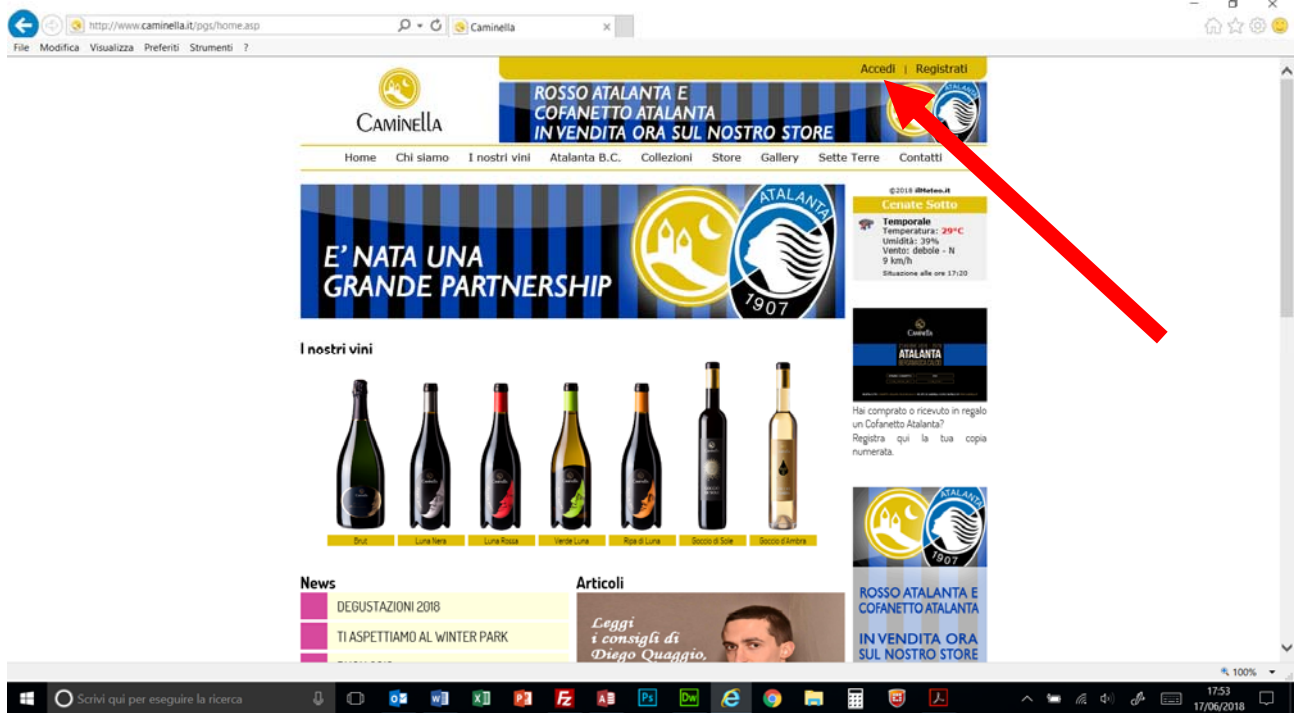 http://www.caminella.it/pgs/home.asp
Caminella
File Modifica Visualizza Preferiti Strumenti ?
Accedi | Registrati
CAMINELLA
ROSSO ATALANTA E
COFANETTO ATALANTA
IN VENDITA ORA SUL NOSTRO STORE
Home Chi siamo I nostri vini Atalanta B.C. Collezioni Store Gallery Sette Terre Contatti
E' NATA UNA
GRANDE PARTNERSHIP
ATALANTA
1907
©2018 ilMeteo.it
Cenate Sotto
Temporale
Temperatura: 29°C
Umidità: 39%
Vento: debole - N
9 km/h
Situazione alle ore 17:20
CAMINELLA
ATALANTA
Hai comprato o ricevuto in regalo
un Cofanetto Atalanta?
Registra qui la tua copia
numerata.
I nostri vini
Brut Luna Nera Luna Rossa Verde Luna Ripa di Luna Goccio di Sole Goccio d'Ambra
News
DEGUSTAZIONI 2018
TI ASPETTIAMO AL WINTER PARK
Articoli
Leggi
i consigli di
Diego Quaggio,
ATALANTA
1907
ROSSO ATALANTA E
COFANETTO ATALANTA
IN VENDITA ORA
SUL NOSTRO STORE
100%
Scrivi qui per eseguire la ricerca
17:53
17/06/2018